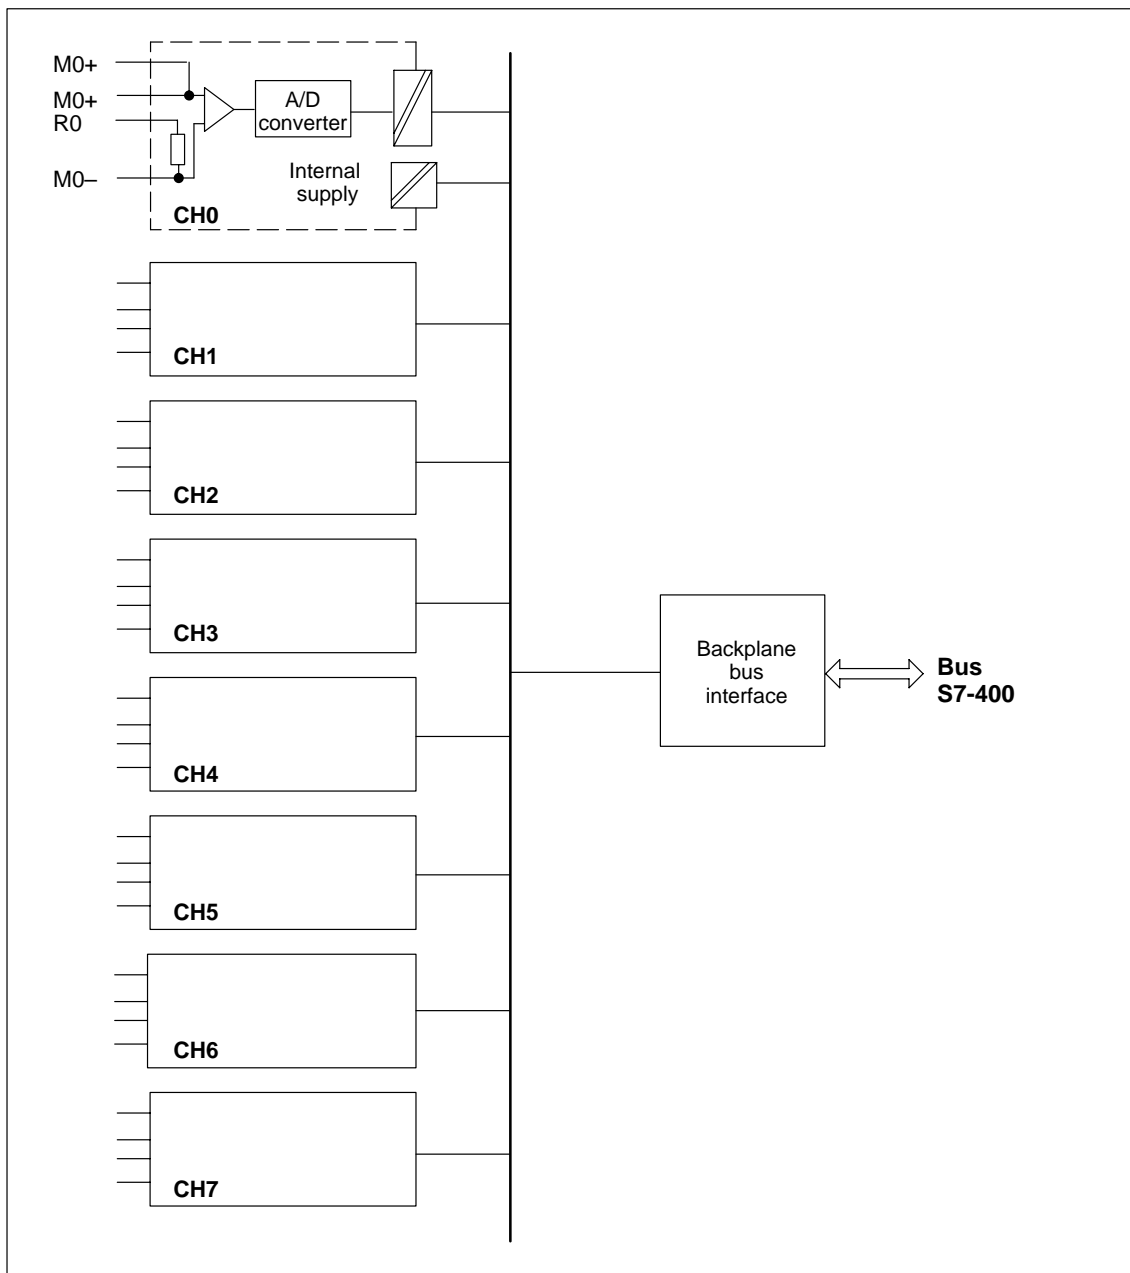 M0+
M0+
R0
M0–
A/D
converter
Internal
supply
CH0
CH1
CH2
CH3
CH4
CH5
CH6
CH7
Backplane
bus
interface
Bus
S7-400